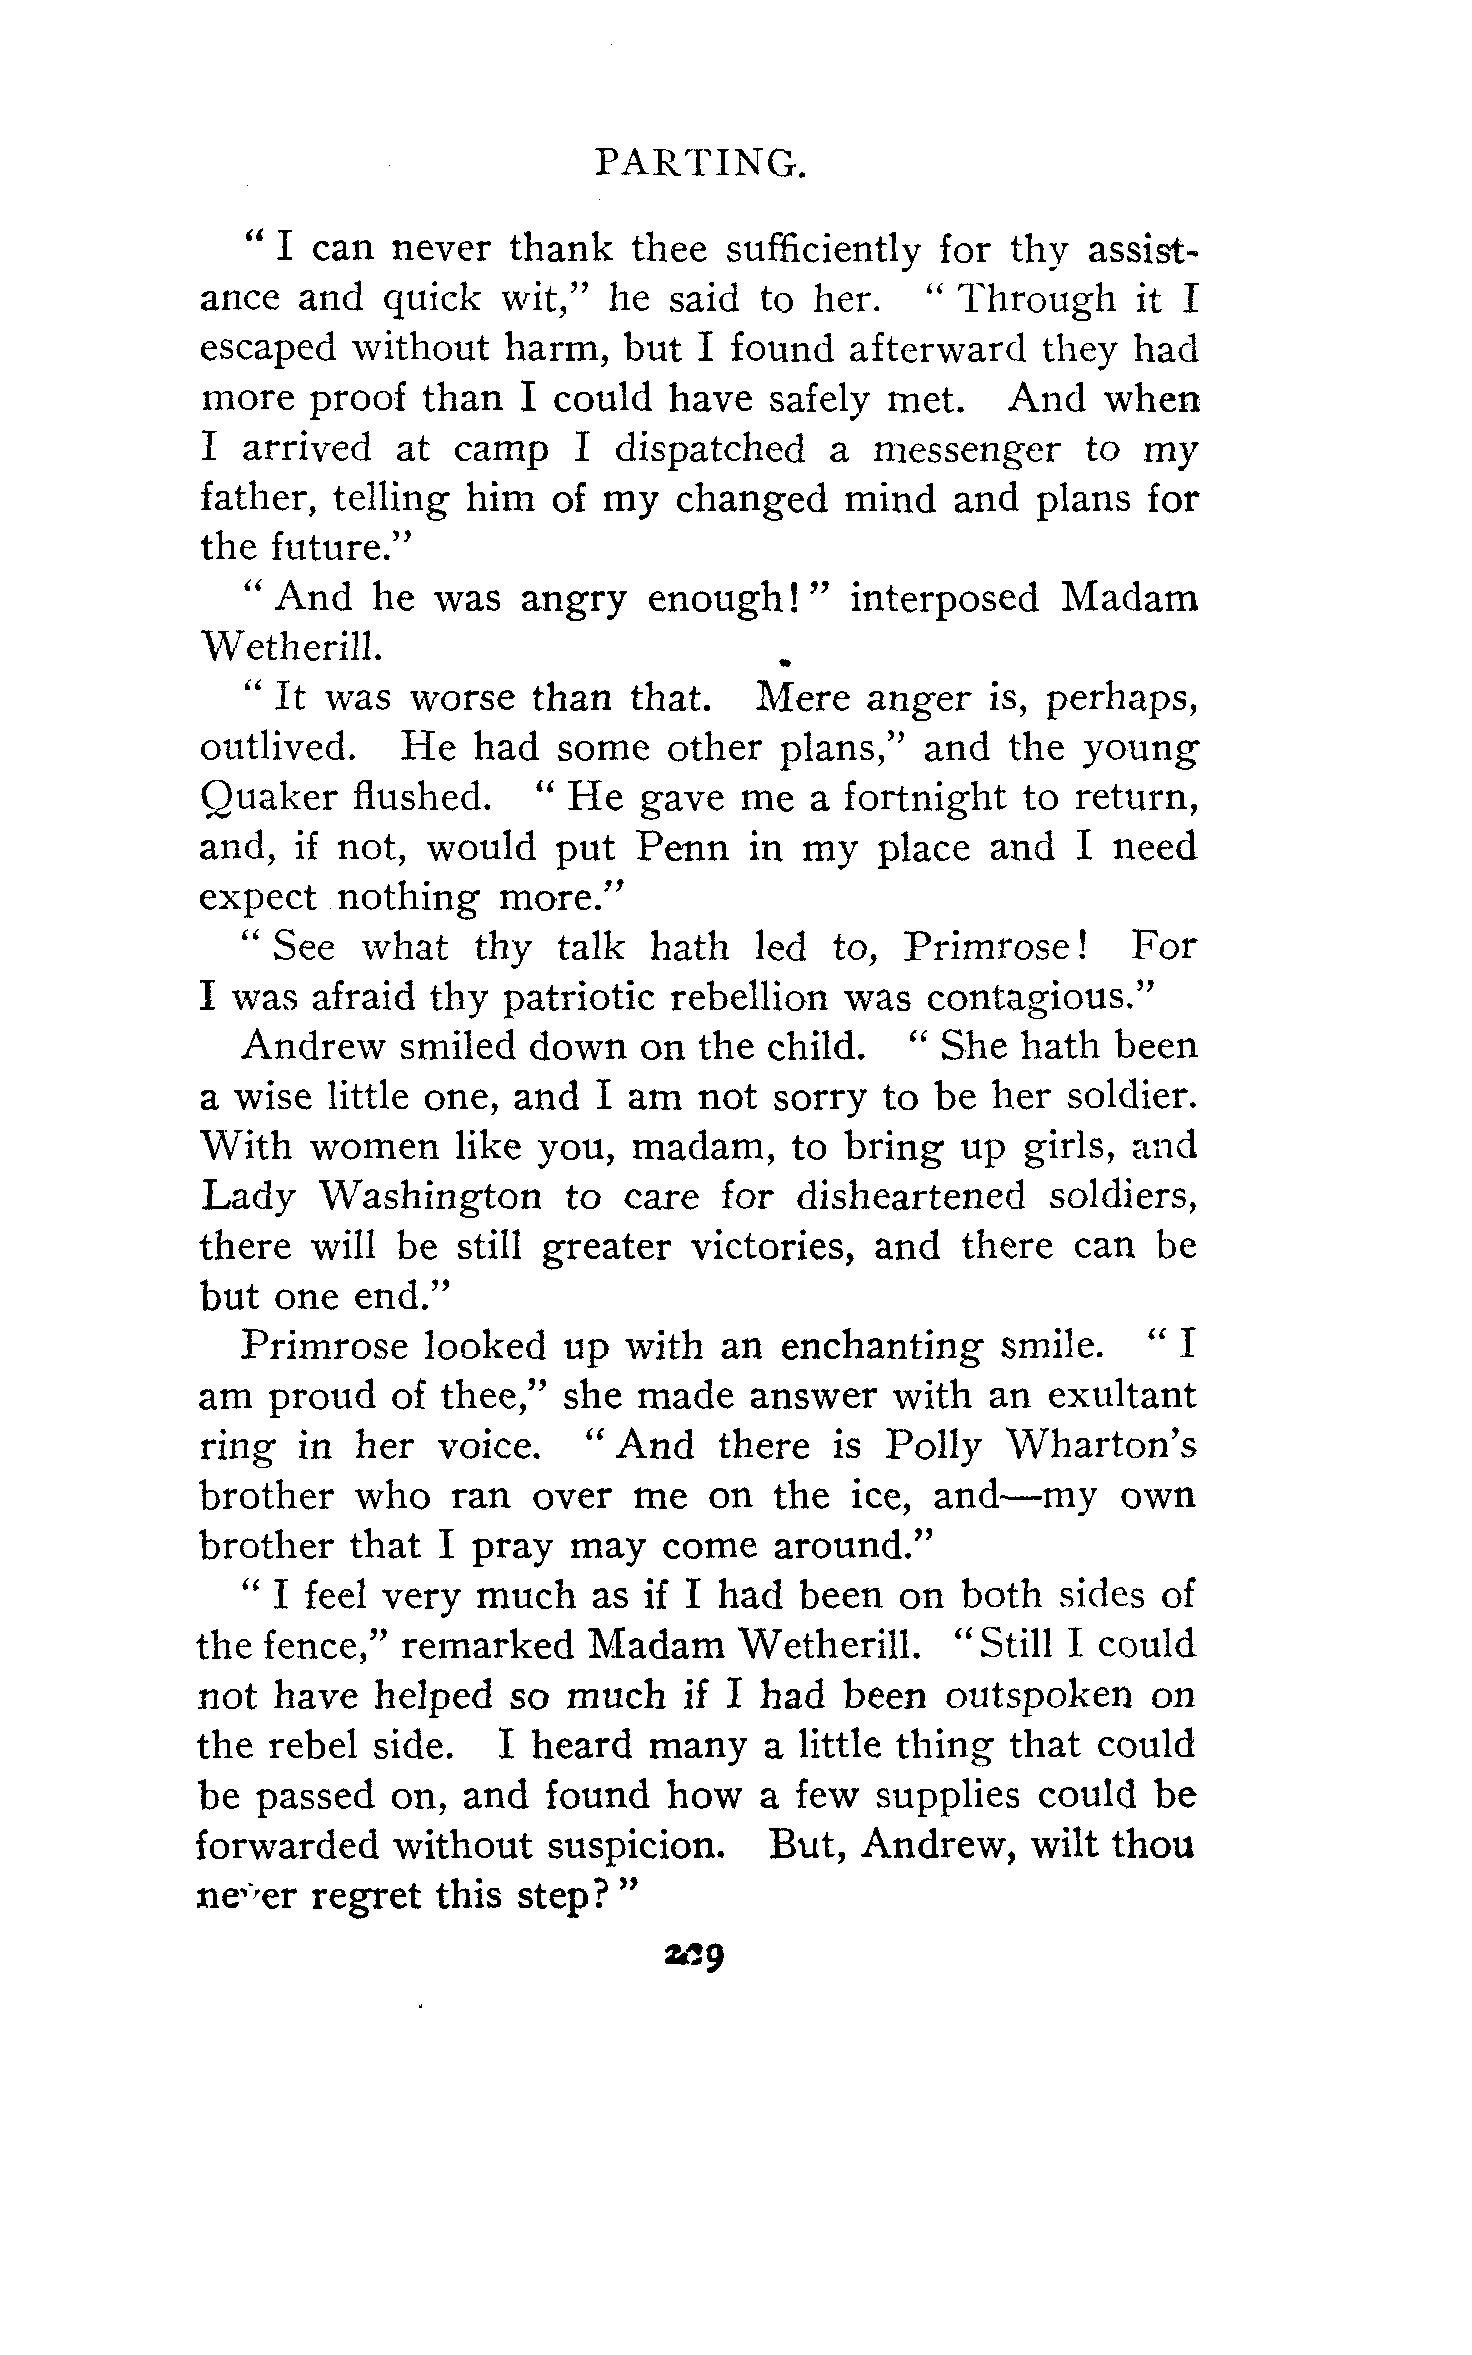 PARTING.
“ I can never thank thee sufficiently for thy assist-
ance and quick wit,” he said to her. “ Through it I
escaped without harm, but I found afterward they had
more proof than I could have safely met. And when
I arrived at camp I dispatched a messenger to my
father, telling him of my changed mind and plans for
the future.”
“ And he was angry enough! ” interposed Madam
Wetherill.
“ It was worse than that. Mere anger is, perhaps,
outlived. He had some other plans,” and the young
Quaker flushed. “ He gave me a fortnight to return,
and, if not, would put Penn in my place and I need
expect nothing more.”
“ See what thy talk hath led to, Primrose! For
I was afraid thy patriotic rebellion was contagious.”
Andrew smiled down on the child. “ She hath been
a wise little one, and I am not sorry to be her soldier.
With women like you, madam, to bring up girls, and
Lady Washington to care for disheartened soldiers,
there will be still greater victories, and there can be
but one end.”
Primrose looked up with an enchanting smile. “ I
am proud of thee,” she made answer with an exultant
ring in her voice. “ And there is Polly Wharton’s
brother who ran over me on the ice, and—my own
brother that I pray may come around.”
“ I feel very much as if I had been on both sides of
the fence,” remarked Madam Wetherill. “ Still I could
not have helped so much if I had been outspoken on
the rebel side. I heard many a little thing that could
be passed on, and found how a few supplies could be
forwarded without suspicion. But, Andrew, wilt thou
never regret this step? ”